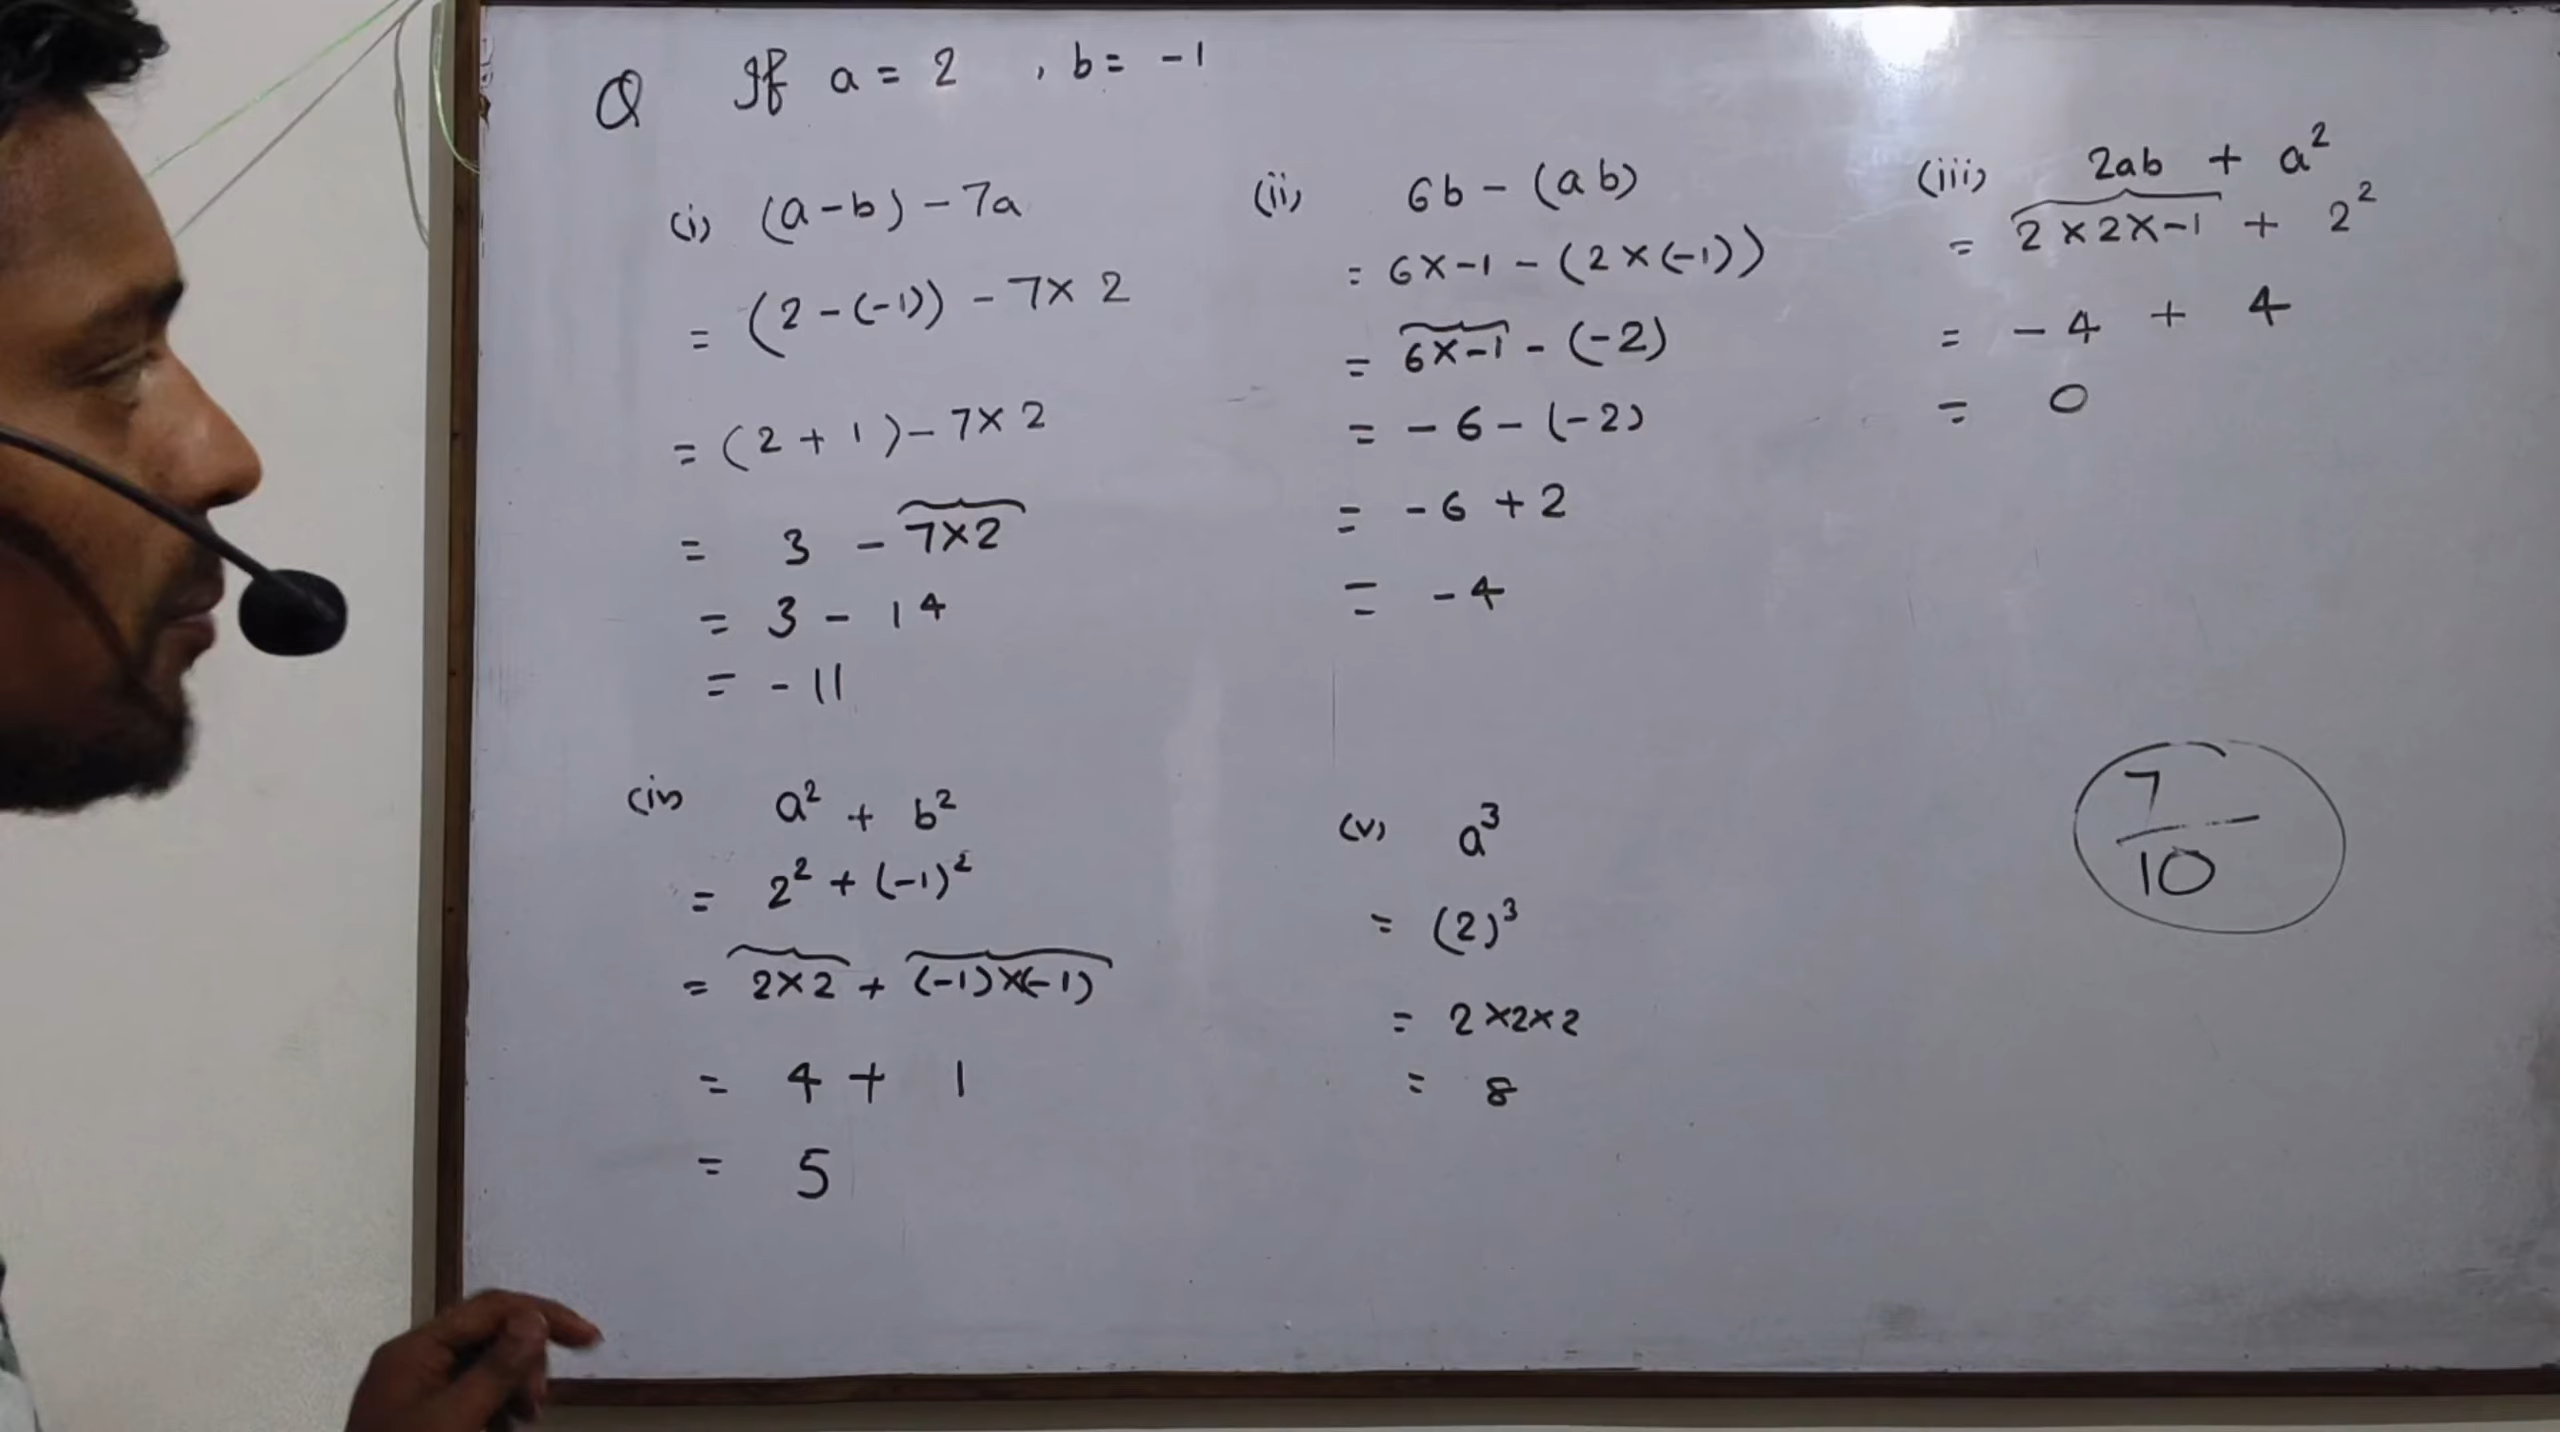 Q If a = 2 , b = -1
(i) (a-b) - 7a
= (2-(-1)) - 7 × 2
= (2 + 1) - 7 × 2
= 3 - 7×2
= 3 - 14
= - 11
(ii) 6b - (ab)
= 6×-1 - (2×(-1))
= 6×-1 - (-2)
= - 6 - (-2)
= - 6 + 2
= - 4
(iii) 2ab + a²
= 2 × 2×-1 + 2²
= - 4 + 4
= 0
(iv) a² + b²
= 2² + (-1)²
= 2×2 + (-1)×(-1)
= 4 + 1
= 5
(v) a³
= (2)³
= 2×2×2
= 8
7
10